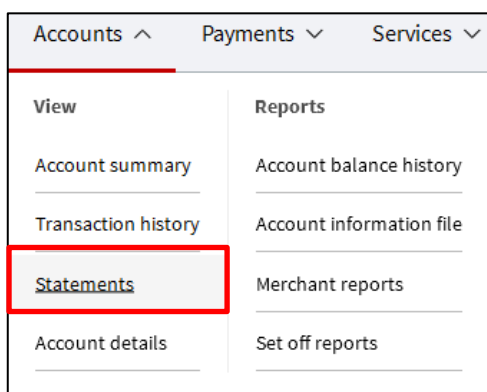 Accounts Payments Services
View
Account summary
Transaction history
Statements
Account details
Reports
Account balance history
Account information file
Merchant reports
Set off reports